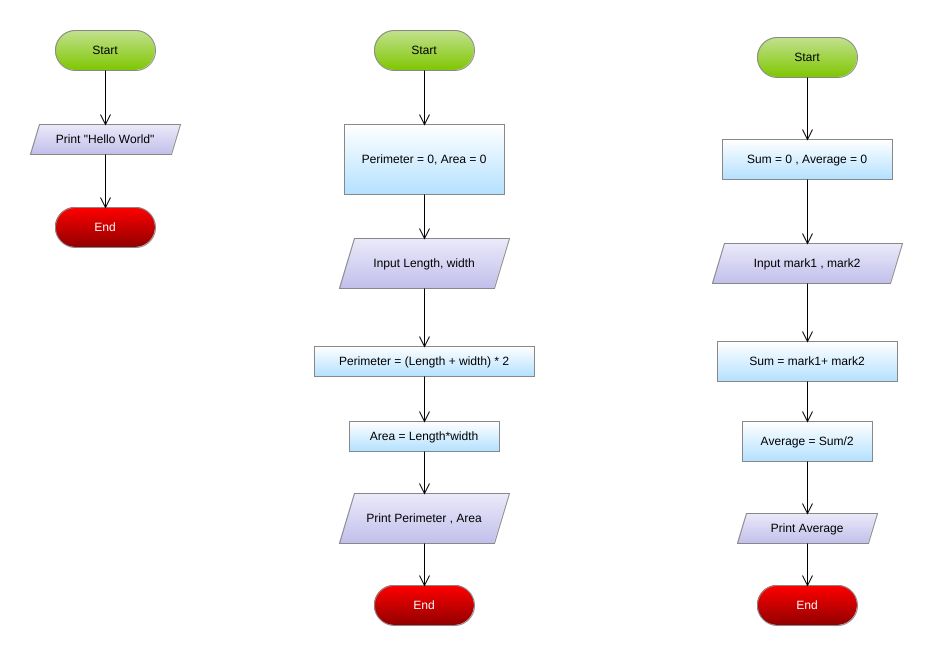 Start
Print "Hello World"
End
Start
Perimeter = 0, Area = 0
Input Length, width
Perimeter = (Length + width) * 2
Area = Length*width
Print Perimeter , Area
End
Start
Sum = 0 , Average = 0
Input mark1 , mark2
Sum = mark1+ mark2
Average = Sum/2
Print Average
End